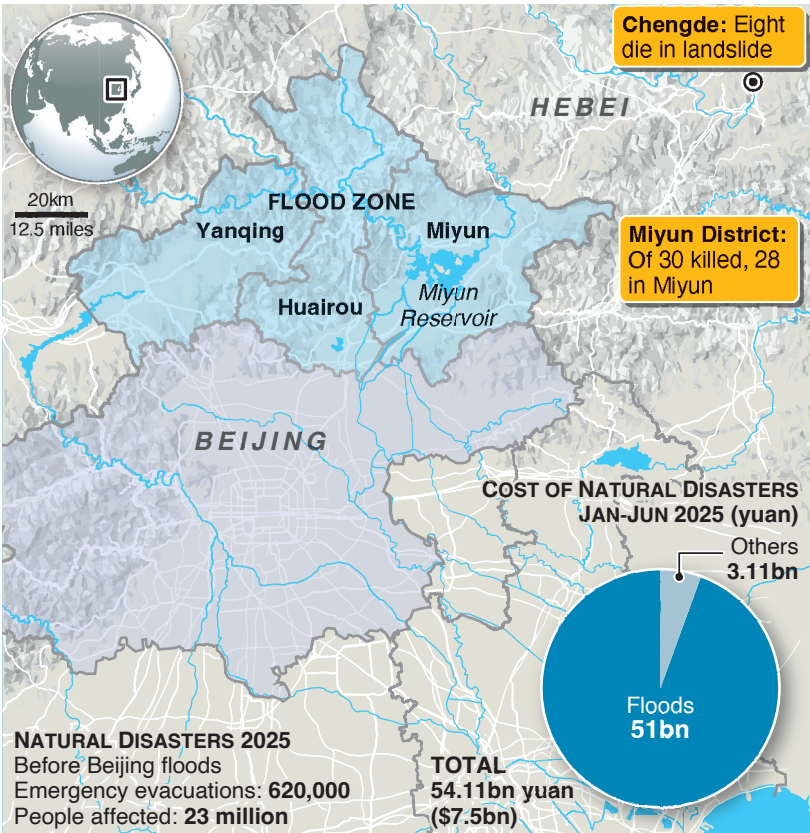 Chengde: Eight
die in landslide
HEBEI
20km
12.5 miles
FLOOD ZONE
Yanqing
Miyun
Miyun District:
Of 30 killed, 28
in Miyun
Huairou
Miyun
Reservoir
BEIJING
COST OF NATURAL DISASTERS
JAN-JUN 2025 (yuan)
Others
3.11bn
Floods
51bn
NATURAL DISASTERS 2025
Before Beijing floods
Emergency evacuations: 620,000
People affected: 23 million
TOTAL
54.11bn yuan
($7.5bn)